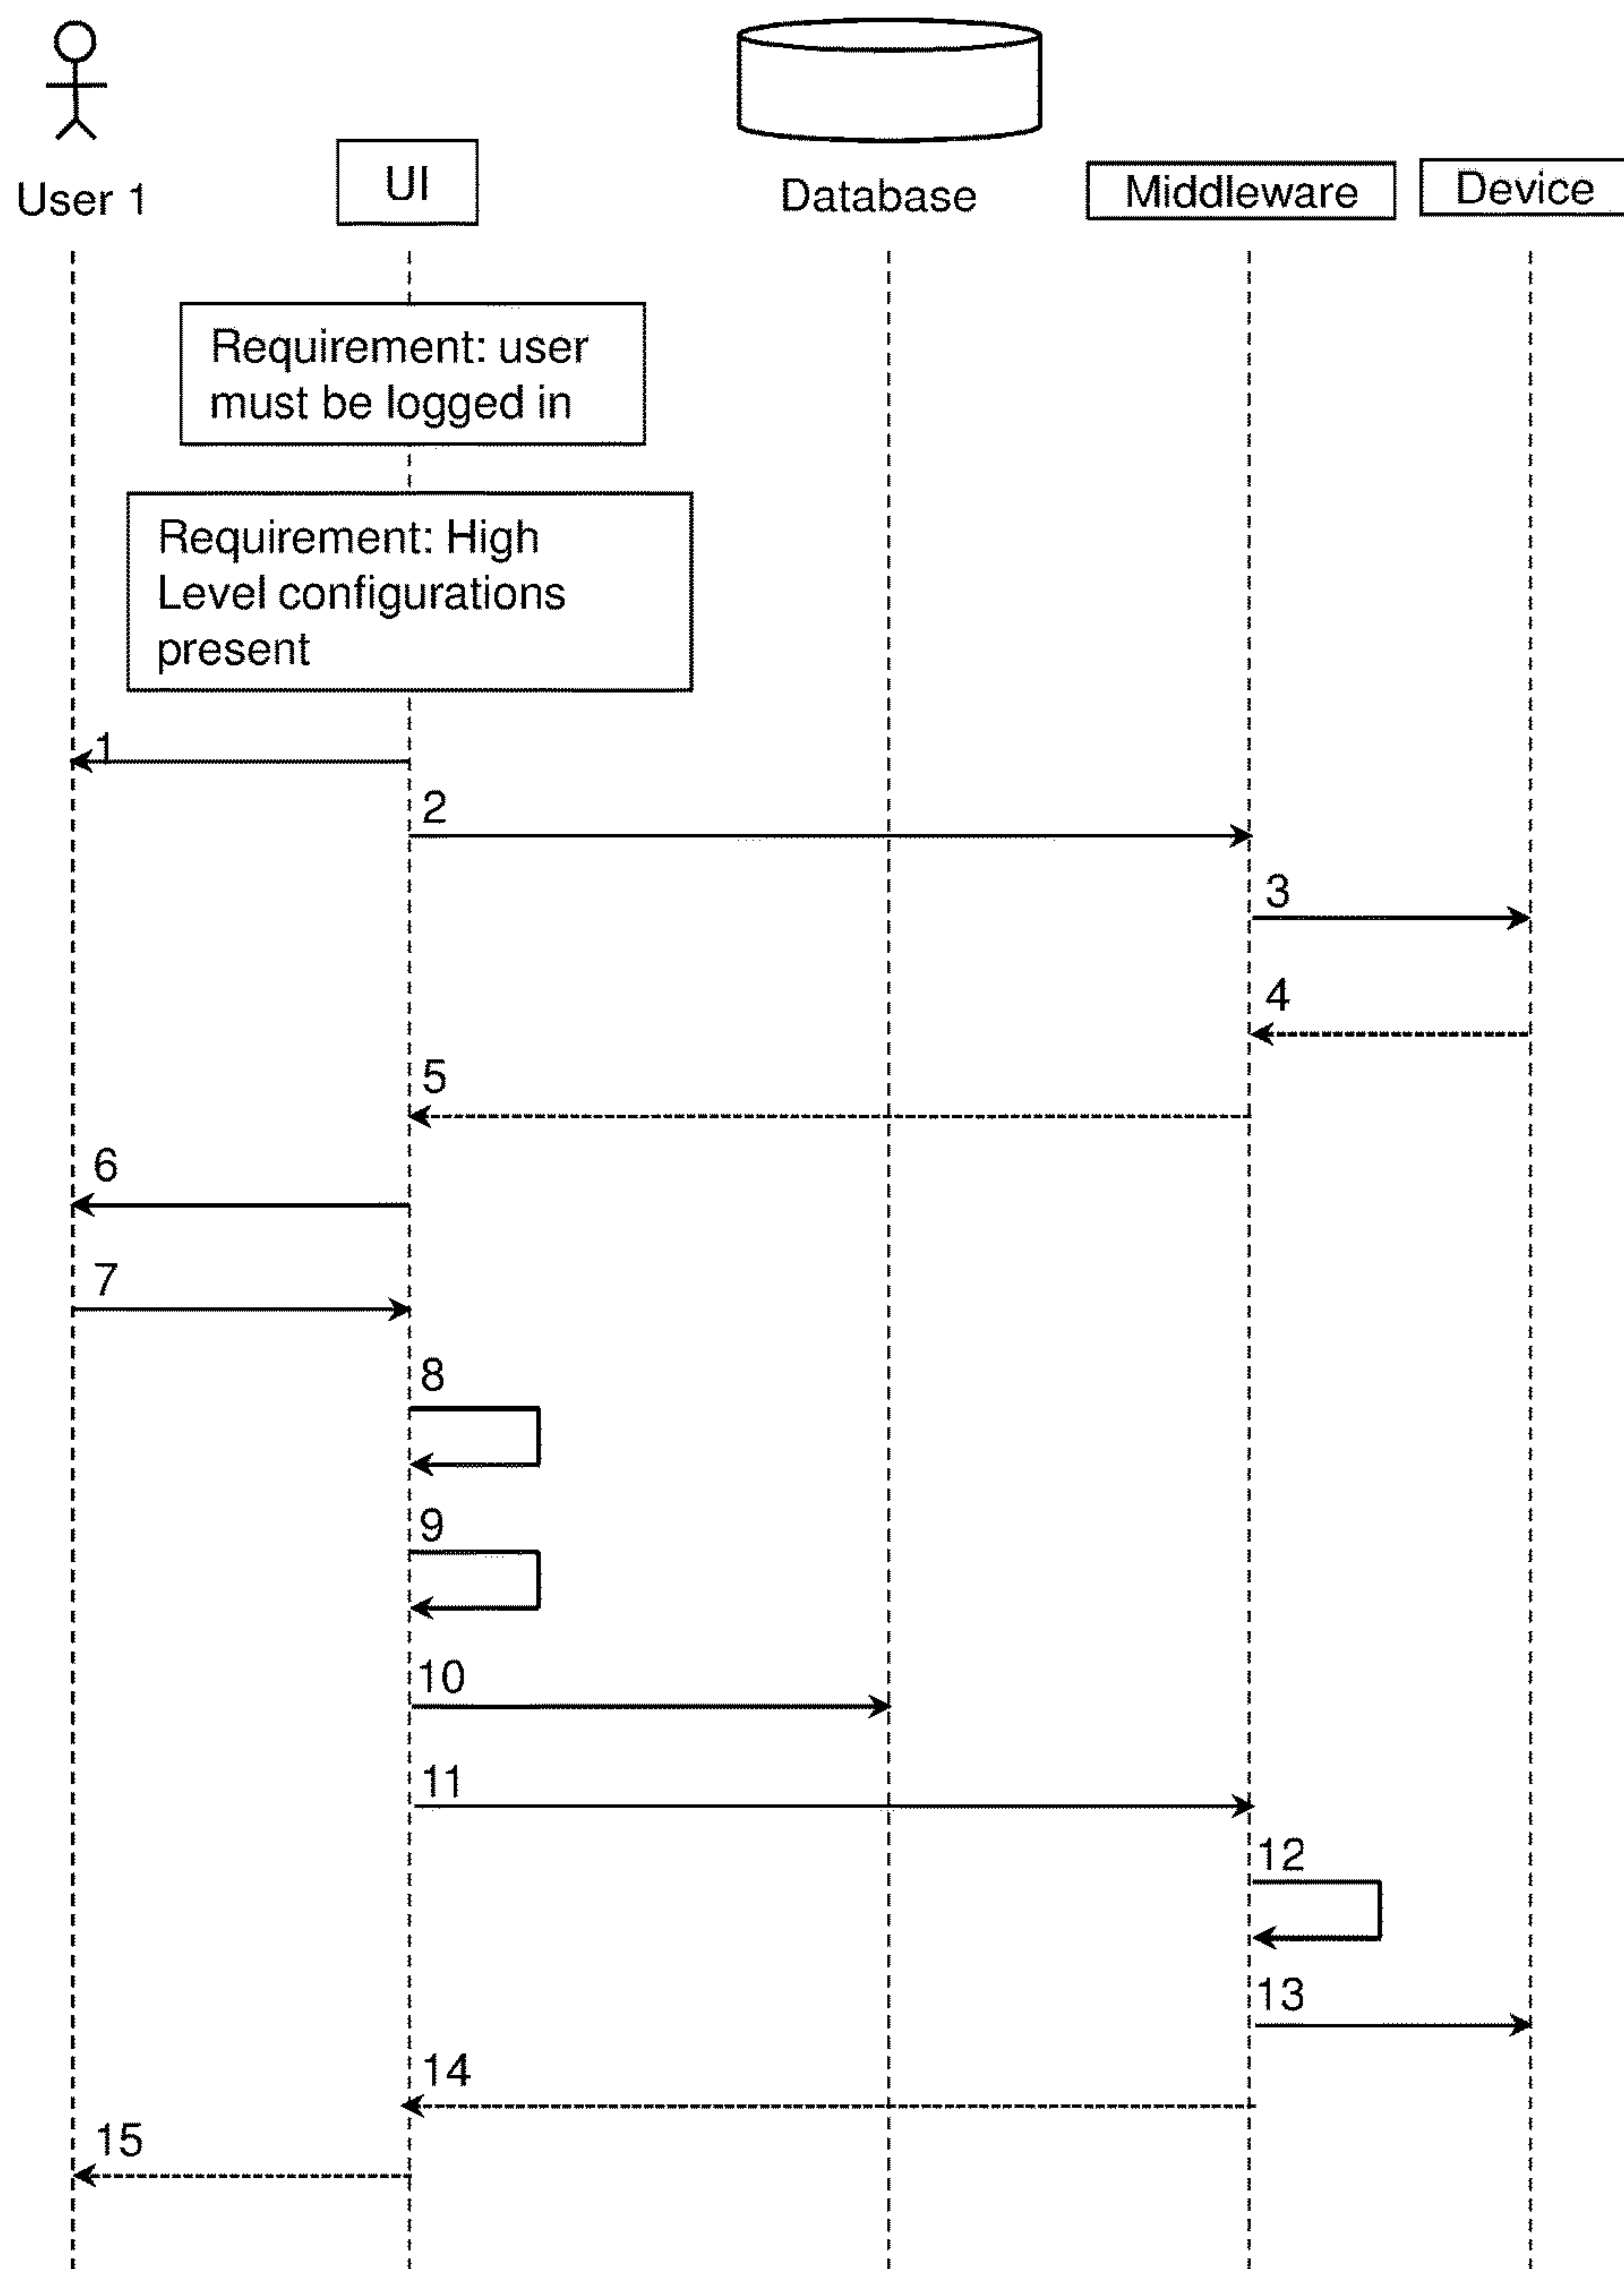 User 1
UI
Database
Middleware
Device
Requirement: user
must be logged in
Requirement: High
Level configurations
present
1
2
3
4
5
6
7
8
9
10
11
12
13
14
15